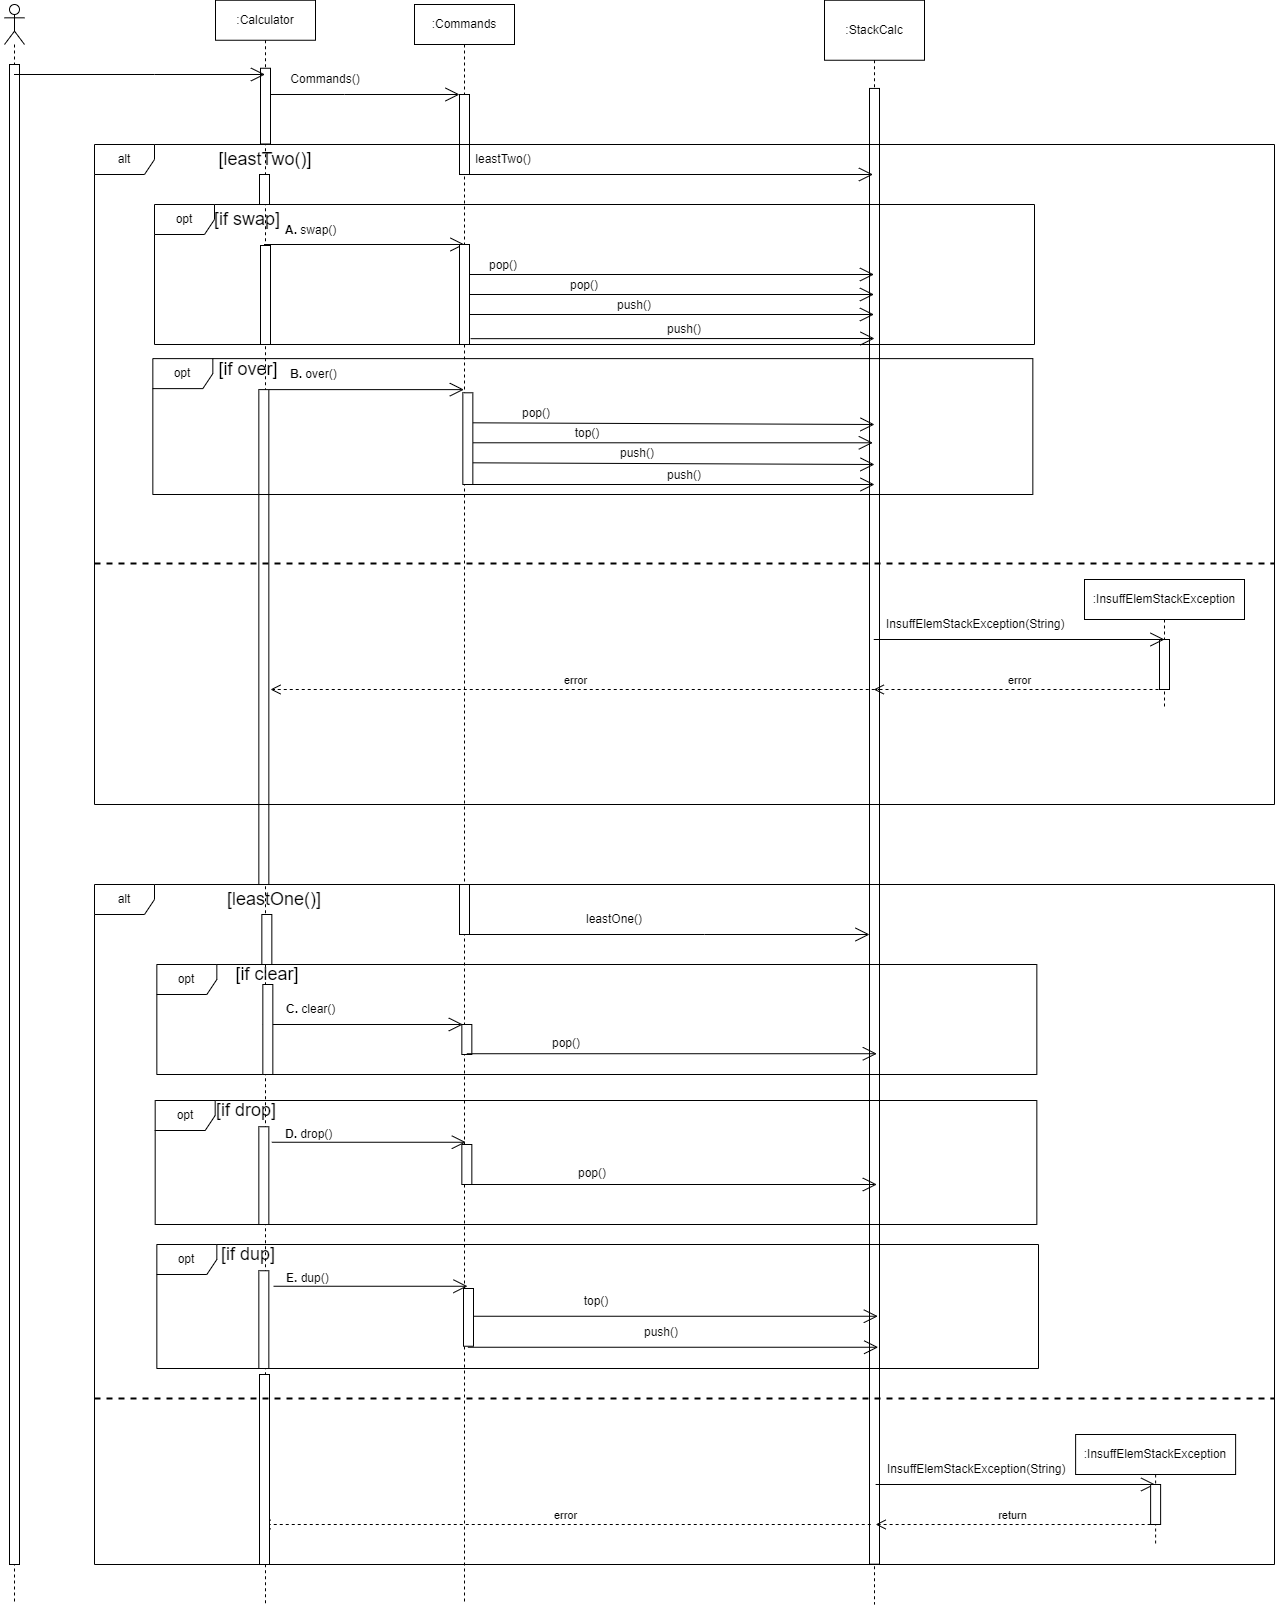 :Calculator
:Commands
:StackCalc
Commands()
alt
[leastTwo()]
leastTwo()
opt
[if swap]
A. swap()
pop()
pop()
push()
push()
opt
[if over]
B. over()
pop()
top()
push()
push()
:InsuffElemStackException
InsuffElemStackException(String)
error
error
alt
[leastOne()]
leastOne()
opt
[if clear]
C. clear()
pop()
opt
[if drop]
D. drop()
pop()
opt
[if dup]
E. dup()
top()
push()
:InsuffElemStackException
InsuffElemStackException(String)
error
return